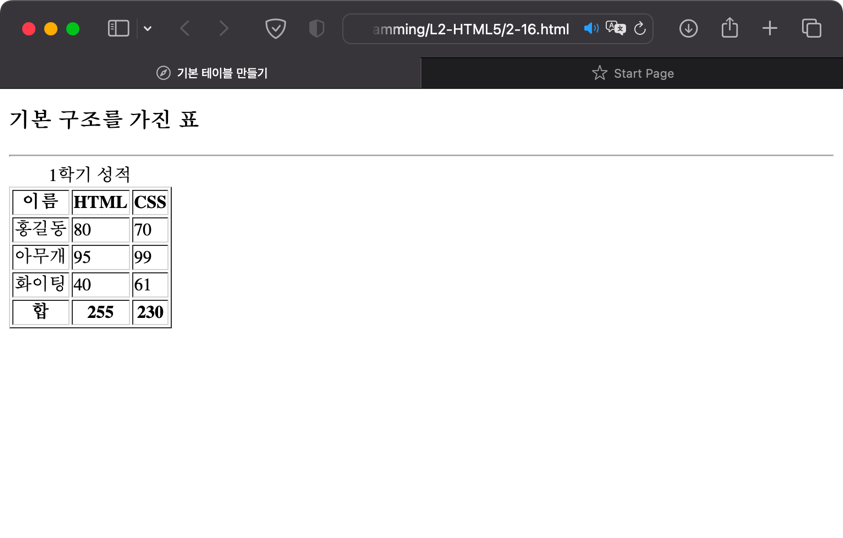 amming/L2-HTML5/2-16.html
기본 테이블 만들기
Start Page
기본 구조를 가진 표
1학기 성적
이름 HTML CSS
홍길동 80 70
아무개 95 99
화이팅 40 61
합 255 230